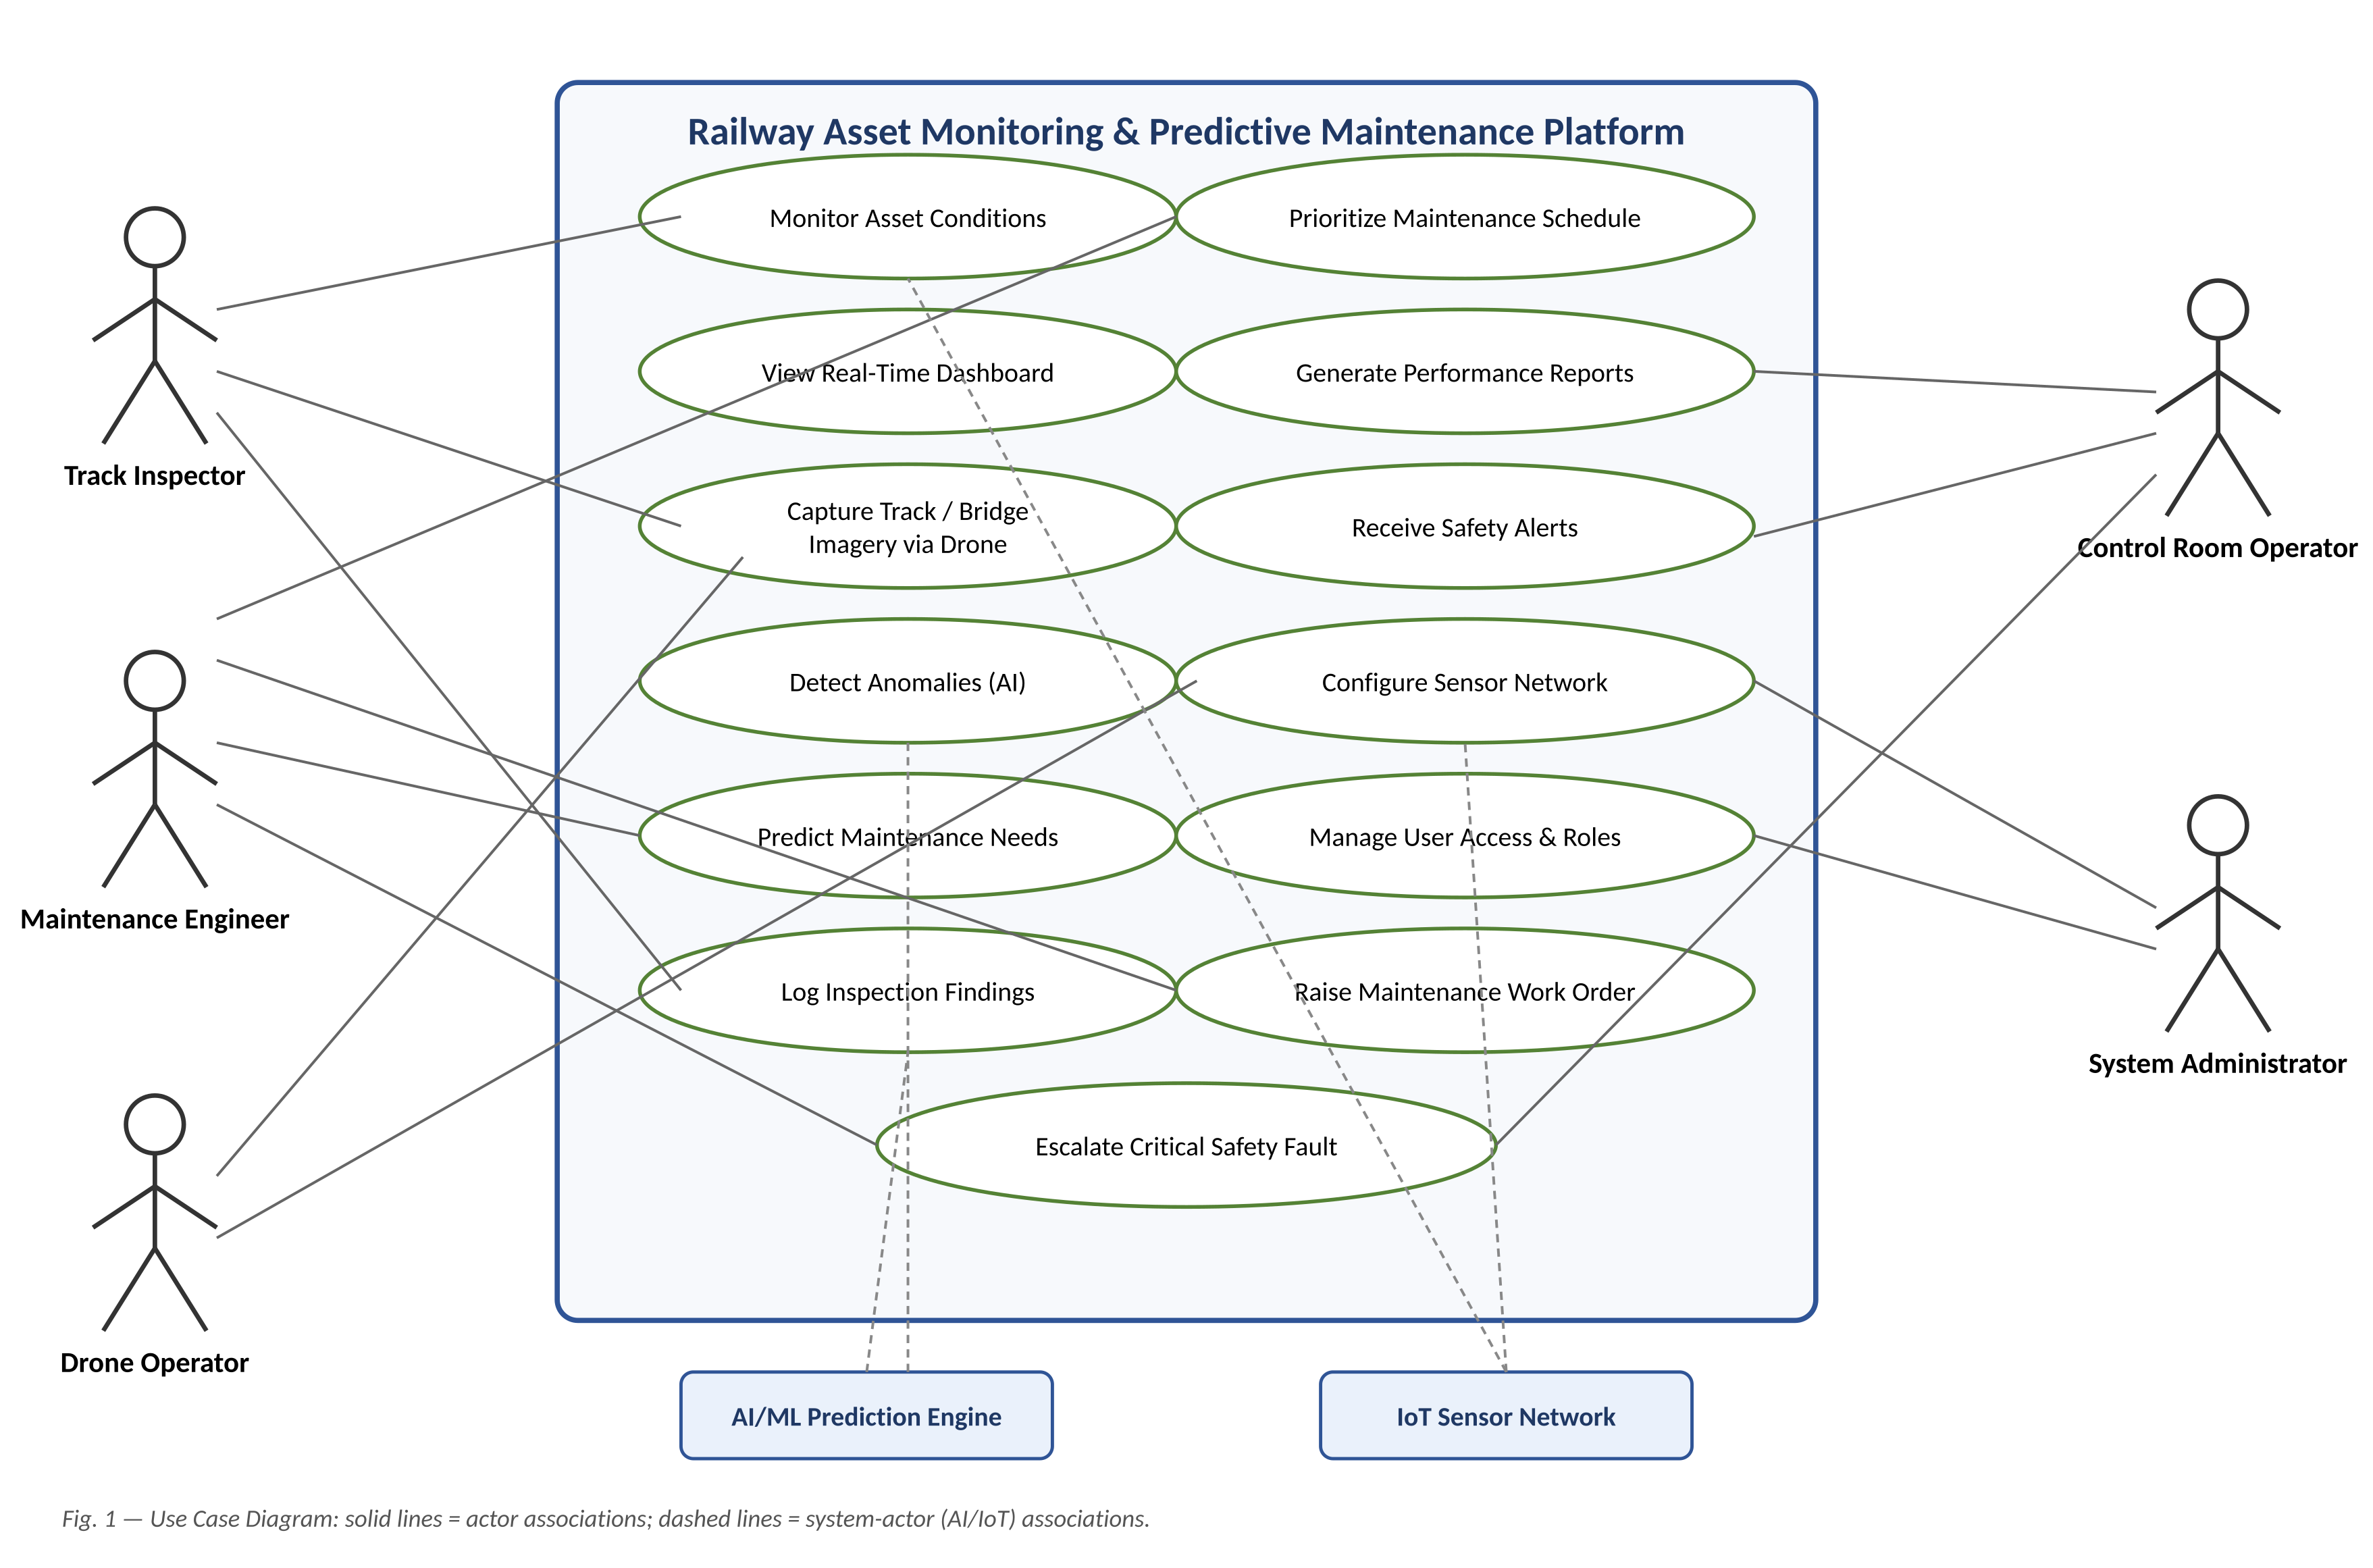 Railway Asset Monitoring & Predictive Maintenance Platform
Monitor Asset Conditions
Prioritize Maintenance Schedule
View Real-Time Dashboard
Generate Performance Reports
Capture Track / Bridge
Imagery via Drone
Receive Safety Alerts
Detect Anomalies (AI)
Configure Sensor Network
Predict Maintenance Needs
Manage User Access & Roles
Log Inspection Findings
Raise Maintenance Work Order
Escalate Critical Safety Fault
Track Inspector
Maintenance Engineer
Drone Operator
Control Room Operator
System Administrator
AI/ML Prediction Engine
IoT Sensor Network
Fig. 1 — Use Case Diagram: solid lines = actor associations; dashed lines = system-actor (AI/IoT) associations.